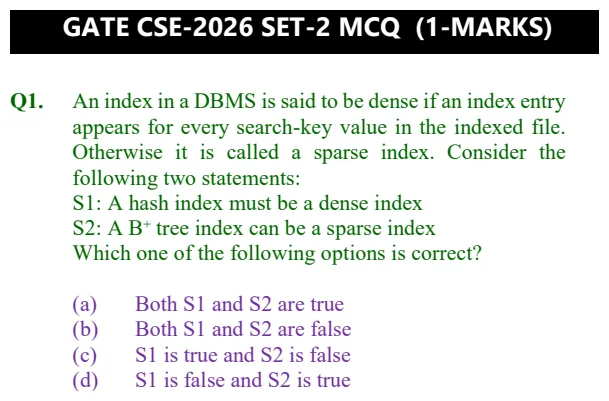 GATE CSE-2026 SET-2 MCQ (1-MARKS)
Q1. An index in a DBMS is said to be dense if an index entry
appears for every search-key value in the indexed file.
Otherwise it is called a sparse index. Consider the
following two statements:
S1: A hash index must be a dense index
S2: A B⁺ tree index can be a sparse index
Which one of the following options is correct?
(a) Both S1 and S2 are true
(b) Both S1 and S2 are false
(c) S1 is true and S2 is false
(d) S1 is false and S2 is true